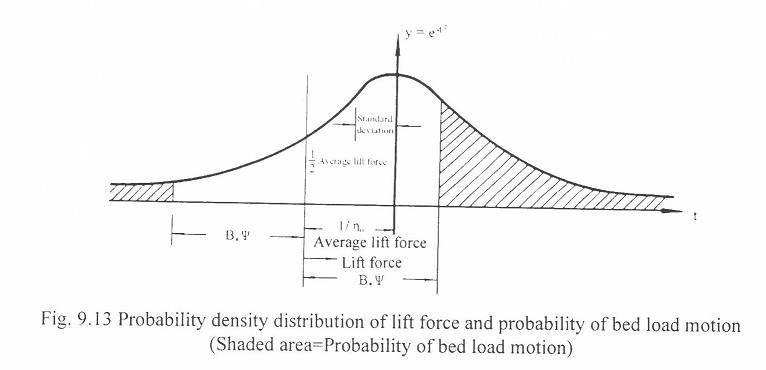 y = e^-t²
Standard
deviation
1/2 Average lift force
t
B*Ψ
1/η₀
Average lift force
Lift force
B*Ψ
Fig. 9.13 Probability density distribution of lift force and probability of bed load motion
(Shaded area=Probability of bed load motion)